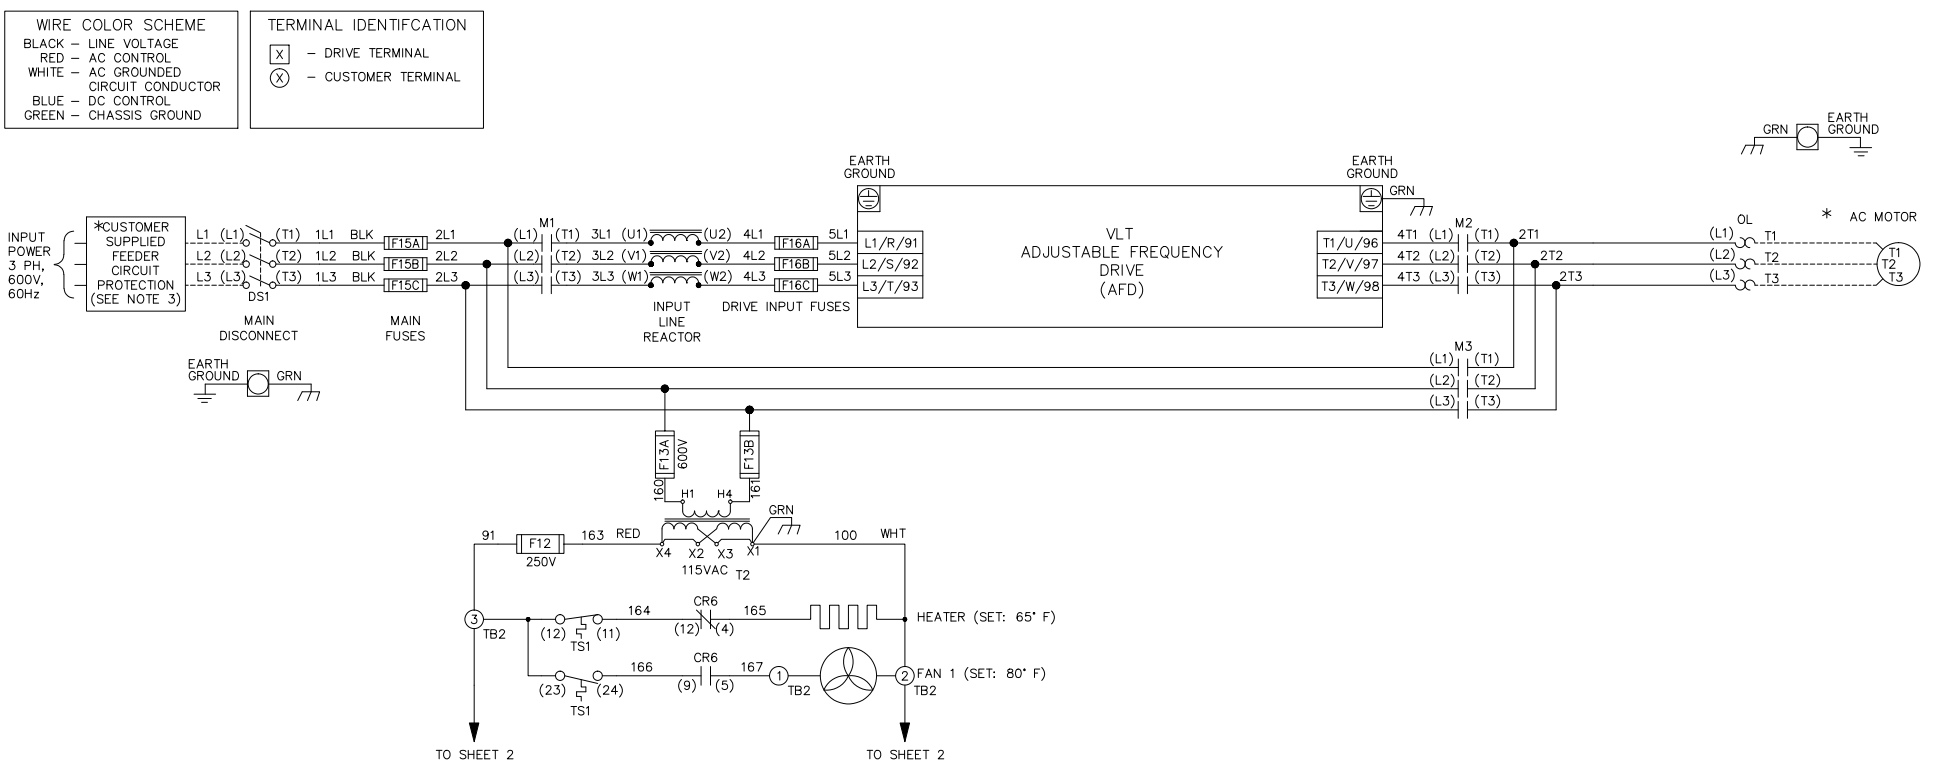 WIRE COLOR SCHEME
BLACK – LINE VOLTAGE
RED – AC CONTROL
WHITE – AC GROUNDED
CIRCUIT CONDUCTOR
BLUE – DC CONTROL
GREEN – CHASSIS GROUND
TERMINAL IDENTIFCATION
X – DRIVE TERMINAL
X – CUSTOMER TERMINAL
GRN
EARTH
GROUND
INPUT
POWER
3 PH,
600V,
60Hz
*CUSTOMER
SUPPLIED
FEEDER
CIRCUIT
PROTECTION
(SEE NOTE 3)
L1 (L1) (T1) 1L1 BLK F15A 2L1
L2 (L2) (T2) 1L2 BLK F15B 2L2
L3 (L3) (T3) 1L3 BLK F15C 2L3
DS1
MAIN
DISCONNECT
MAIN
FUSES
M1
(L1) (T1) 3L1 (U1) (U2) 4L1 F16A 5L1
(L2) (T2) 3L2 (V1) (V2) 4L2 F16B 5L2
(L3) (T3) 3L3 (W1) (W2) 4L3 F16C 5L3
INPUT
LINE
REACTOR
DRIVE INPUT FUSES
EARTH
GROUND
L1/R/91
L2/S/92
L3/T/93
VLT
ADJUSTABLE FREQUENCY
DRIVE
(AFD)
EARTH
GROUND
GRN
T1/U/96
T2/V/97
T3/W/98
M2
4T1 (L1) (T1) 2T1
4T2 (L2) (T2) 2T2
4T3 (L3) (T3) 2T3
OL
(L1) T1
(L2) T2
(L3) T3
* AC MOTOR
T1
T2
T3
M3
(L1) (T1)
(L2) (T2)
(L3) (T3)
EARTH
GROUND
GRN
F13A
600V
F13B
160
161
H1 H4
GRN
91 F12 163 RED
250V
X4 X2 X3 X1
115VAC T2
100 WHT
3
TB2
(12) (11)
TS1
164
CR6
(12) (4)
165
HEATER (SET: 65° F)
(23) (24)
TS1
166
CR6
(9) (5)
167
1
TB2
2
TB2
FAN 1 (SET: 80° F)
TO SHEET 2
TO SHEET 2